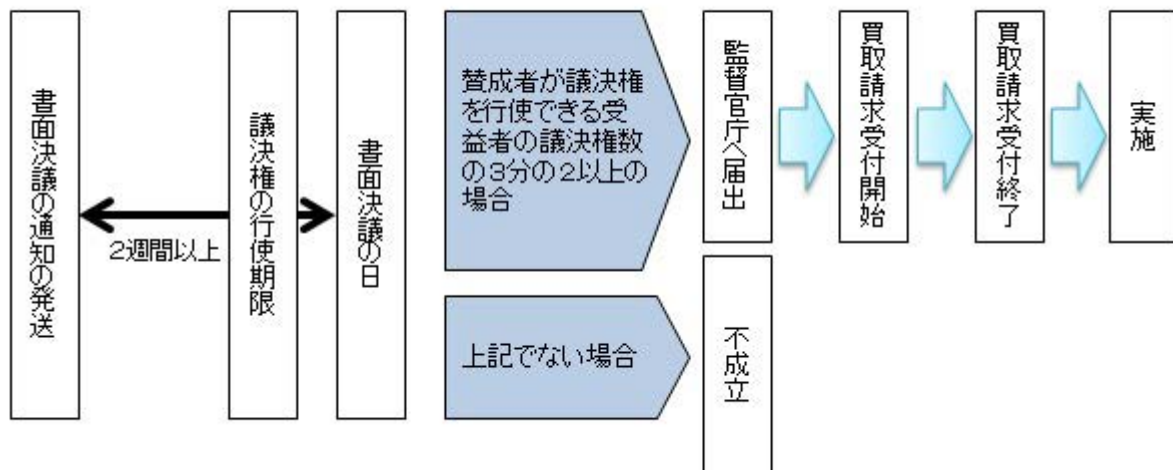 書面決議の通知の発送
2週間以上
議決権の行使期限
書面決議の日
賛成者が議決権
を行使できる受
益者の議決権数
の3分の2以上の
場合
監督官庁へ届出
買取請求受付開始
買取請求受付終了
実施
上記でない場合
不成立